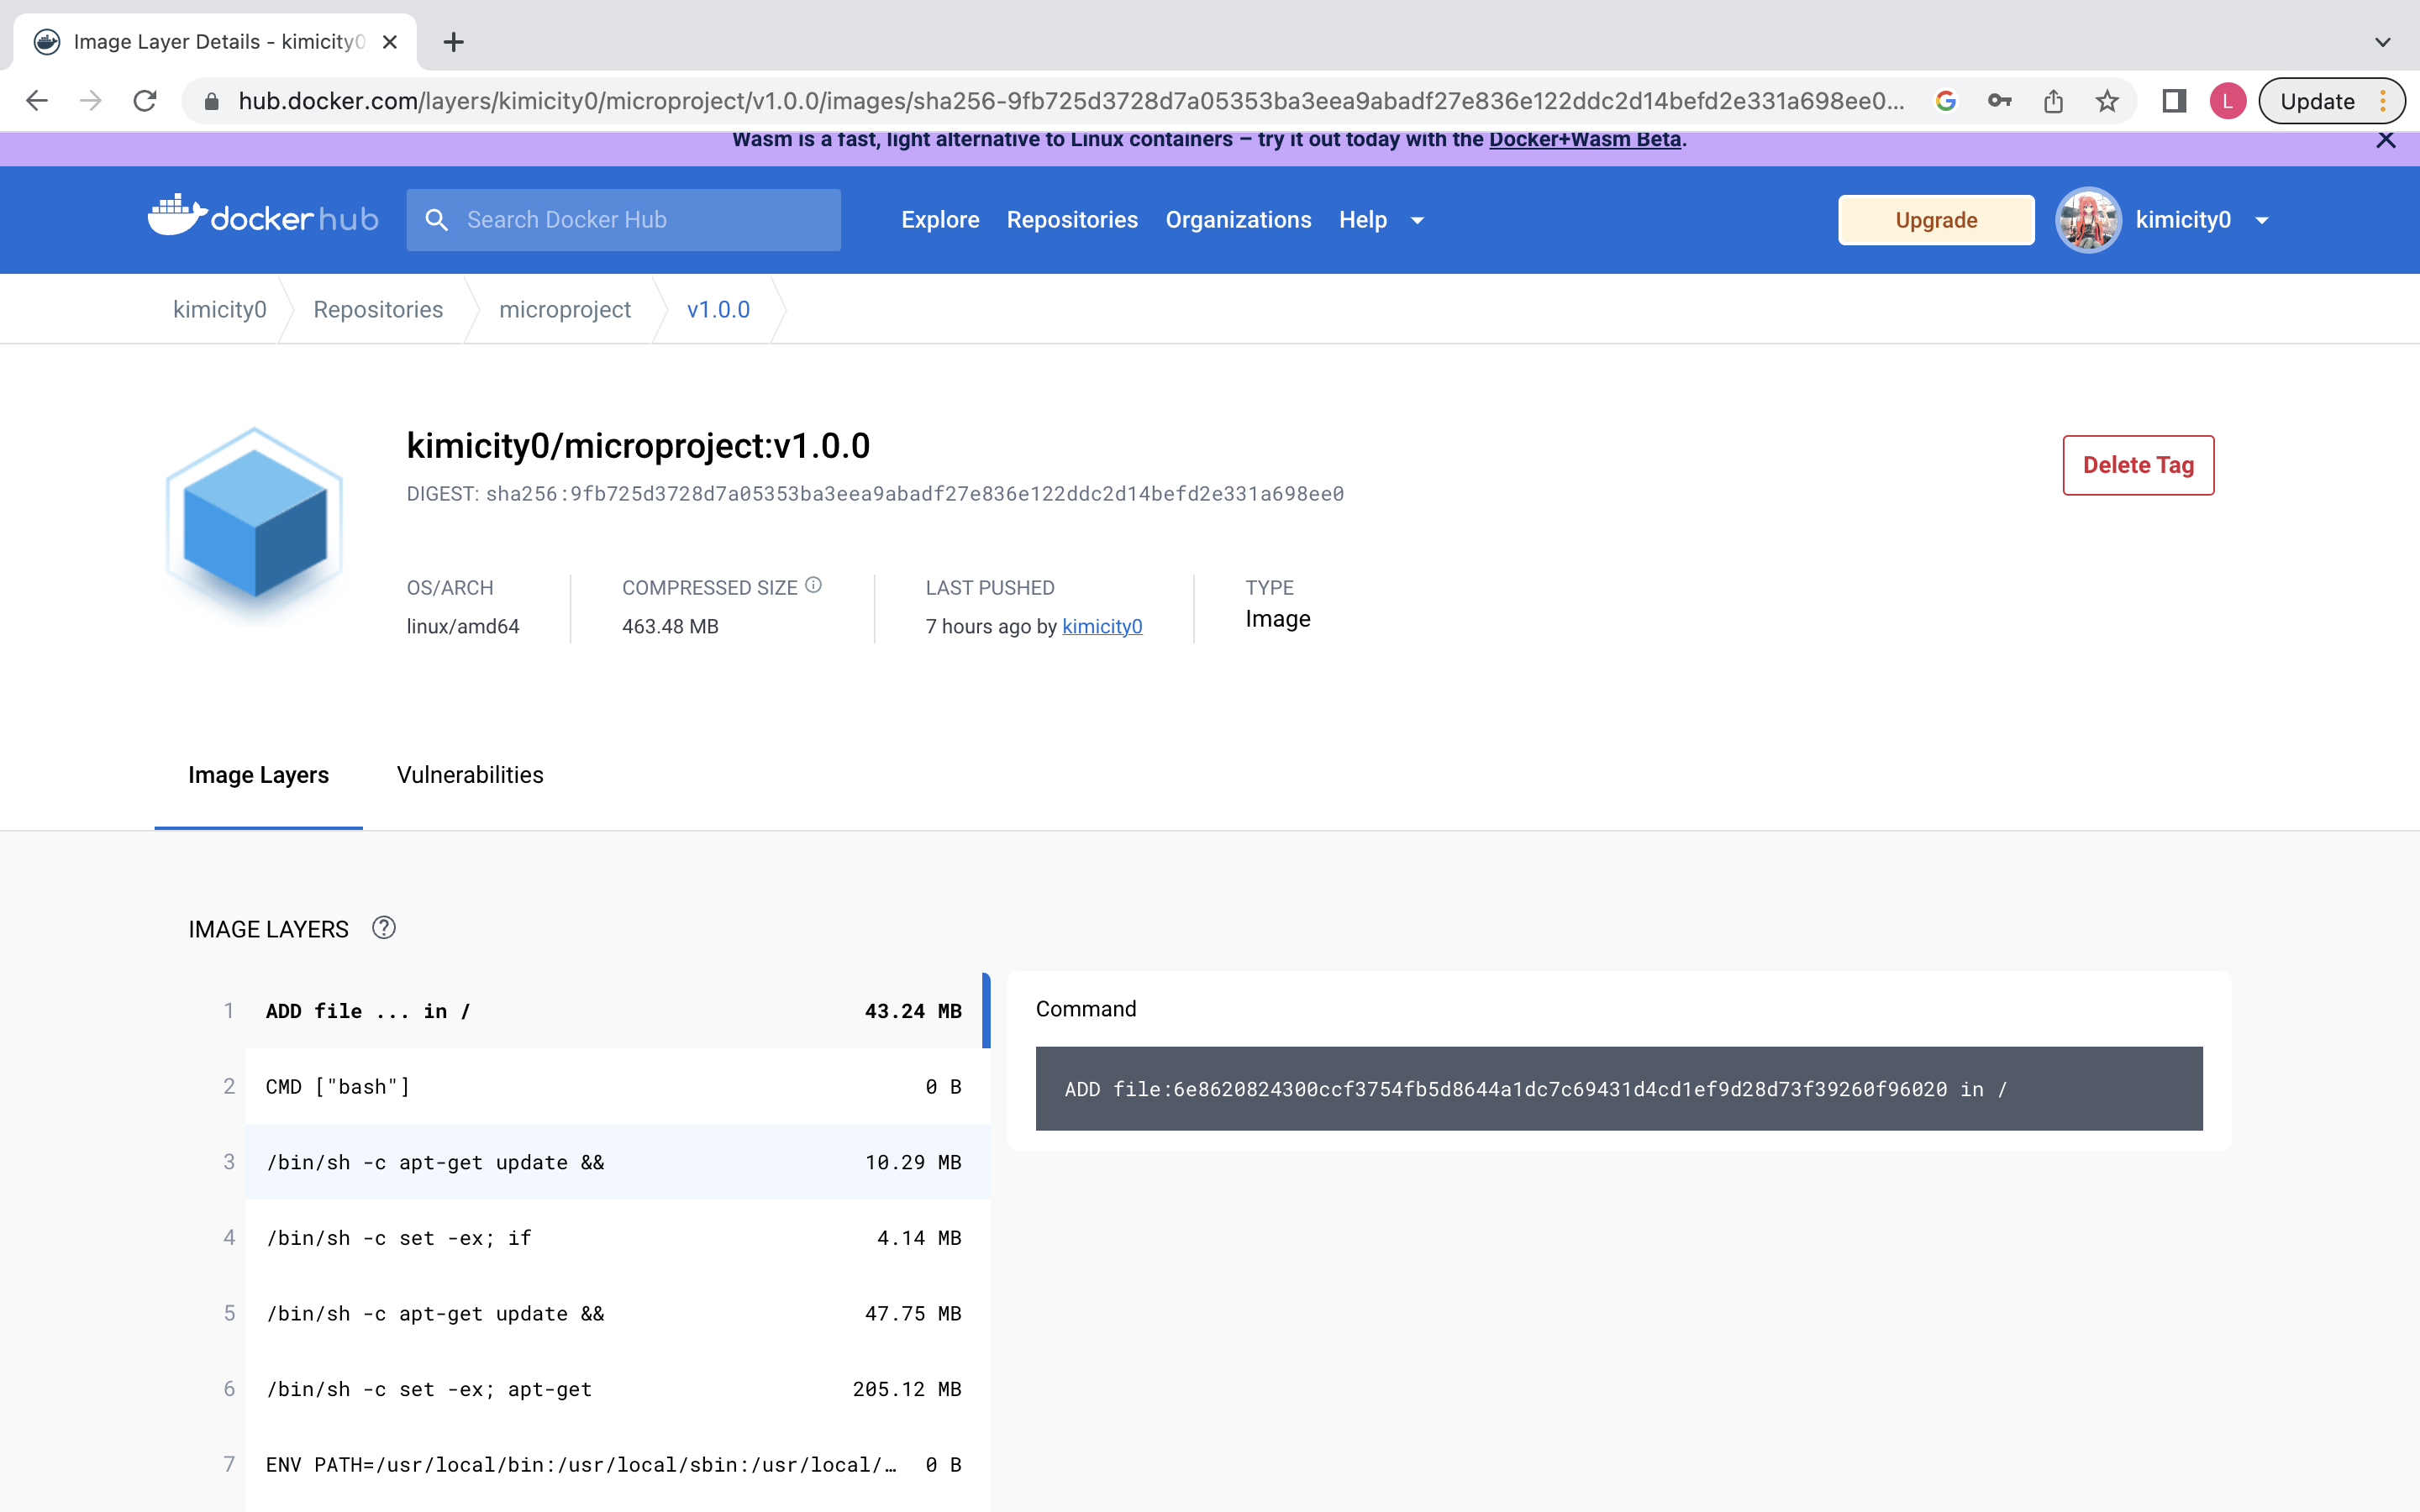 Image Layer Details - kimicity0
hub.docker.com/layers/kimicity0/microproject/v1.0.0/images/sha256-9fb725d3728d7a05353ba3eea9abadf27e836e122ddc2d14befd2e331a698ee0...
L
Update
Wasm is a fast, light alternative to Linux containers – try it out today with the Docker+Wasm Beta.
dockerhub
Search Docker Hub
Explore
Repositories
Organizations
Help
Upgrade
kimicity0
kimicity0
Repositories
microproject
v1.0.0
kimicity0/microproject:v1.0.0
Delete Tag
DIGEST: sha256:9fb725d3728d7a05353ba3eea9abadf27e836e122ddc2d14befd2e331a698ee0
OS/ARCH
linux/amd64
COMPRESSED SIZE
463.48 MB
LAST PUSHED
7 hours ago by kimicity0
TYPE
Image
Image Layers
Vulnerabilities
IMAGE LAYERS
1 ADD file ... in / 43.24 MB
2 CMD ["bash"] 0 B
3 /bin/sh -c apt-get update && 10.29 MB
4 /bin/sh -c set -ex; if 4.14 MB
5 /bin/sh -c apt-get update && 47.75 MB
6 /bin/sh -c set -ex; apt-get 205.12 MB
7 ENV PATH=/usr/local/bin:/usr/local/sbin:/usr/local/… 0 B
Command
ADD file:6e8620824300ccf3754fb5d8644a1dc7c69431d4cd1ef9d28d73f39260f96020 in /